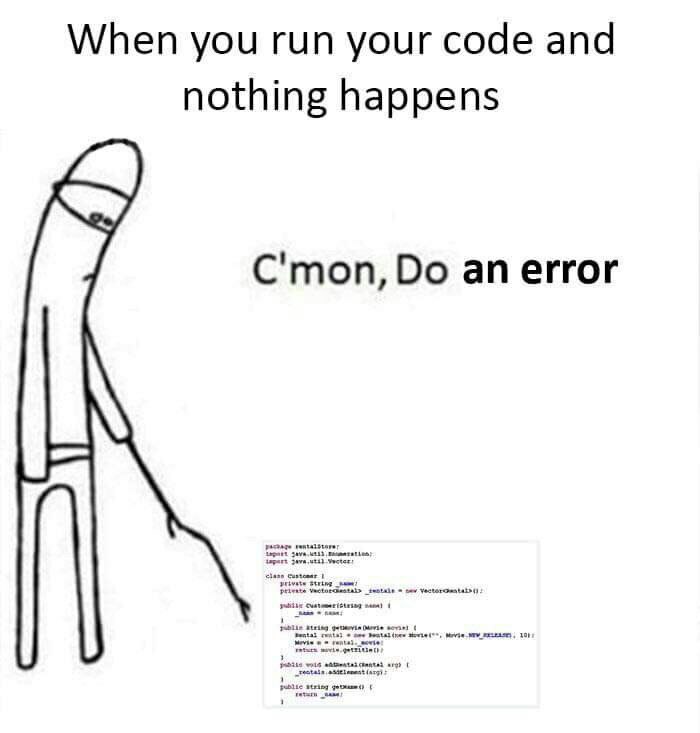 When you run your code and
nothing happens
C'mon, Do an error
package rentalStore;
import java.util.Enumeration;
import java.util.Vector;
class Customer {
private String _name;
private Vector<Rental> _rentals = new Vector<Rental>();
public Customer(String name) {
_name = name;
}
public String getMovie(Movie movie) {
Rental rental = new Rental(new Movie("", Movie.NEW_RELEASE), 10);
Movie m = rental._movie;
return movie.getTitle();
}
public void addRental(Rental arg) {
_rentals.addElement(arg);
}
public String getName() {
return _name;
}